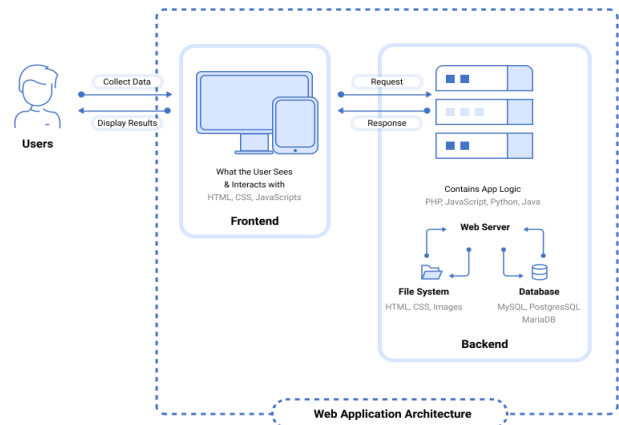 Collect Data
Display Results
Users
What the User Sees
& Interacts with
HTML, CSS, JavaScripts
Frontend
Request
Response
Contains App Logic
PHP, JavaScript, Python, Java
Web Server
File System
HTML, CSS, Images
Database
MySQL, PostgresSQL
MariaDB
Backend
Web Application Architecture